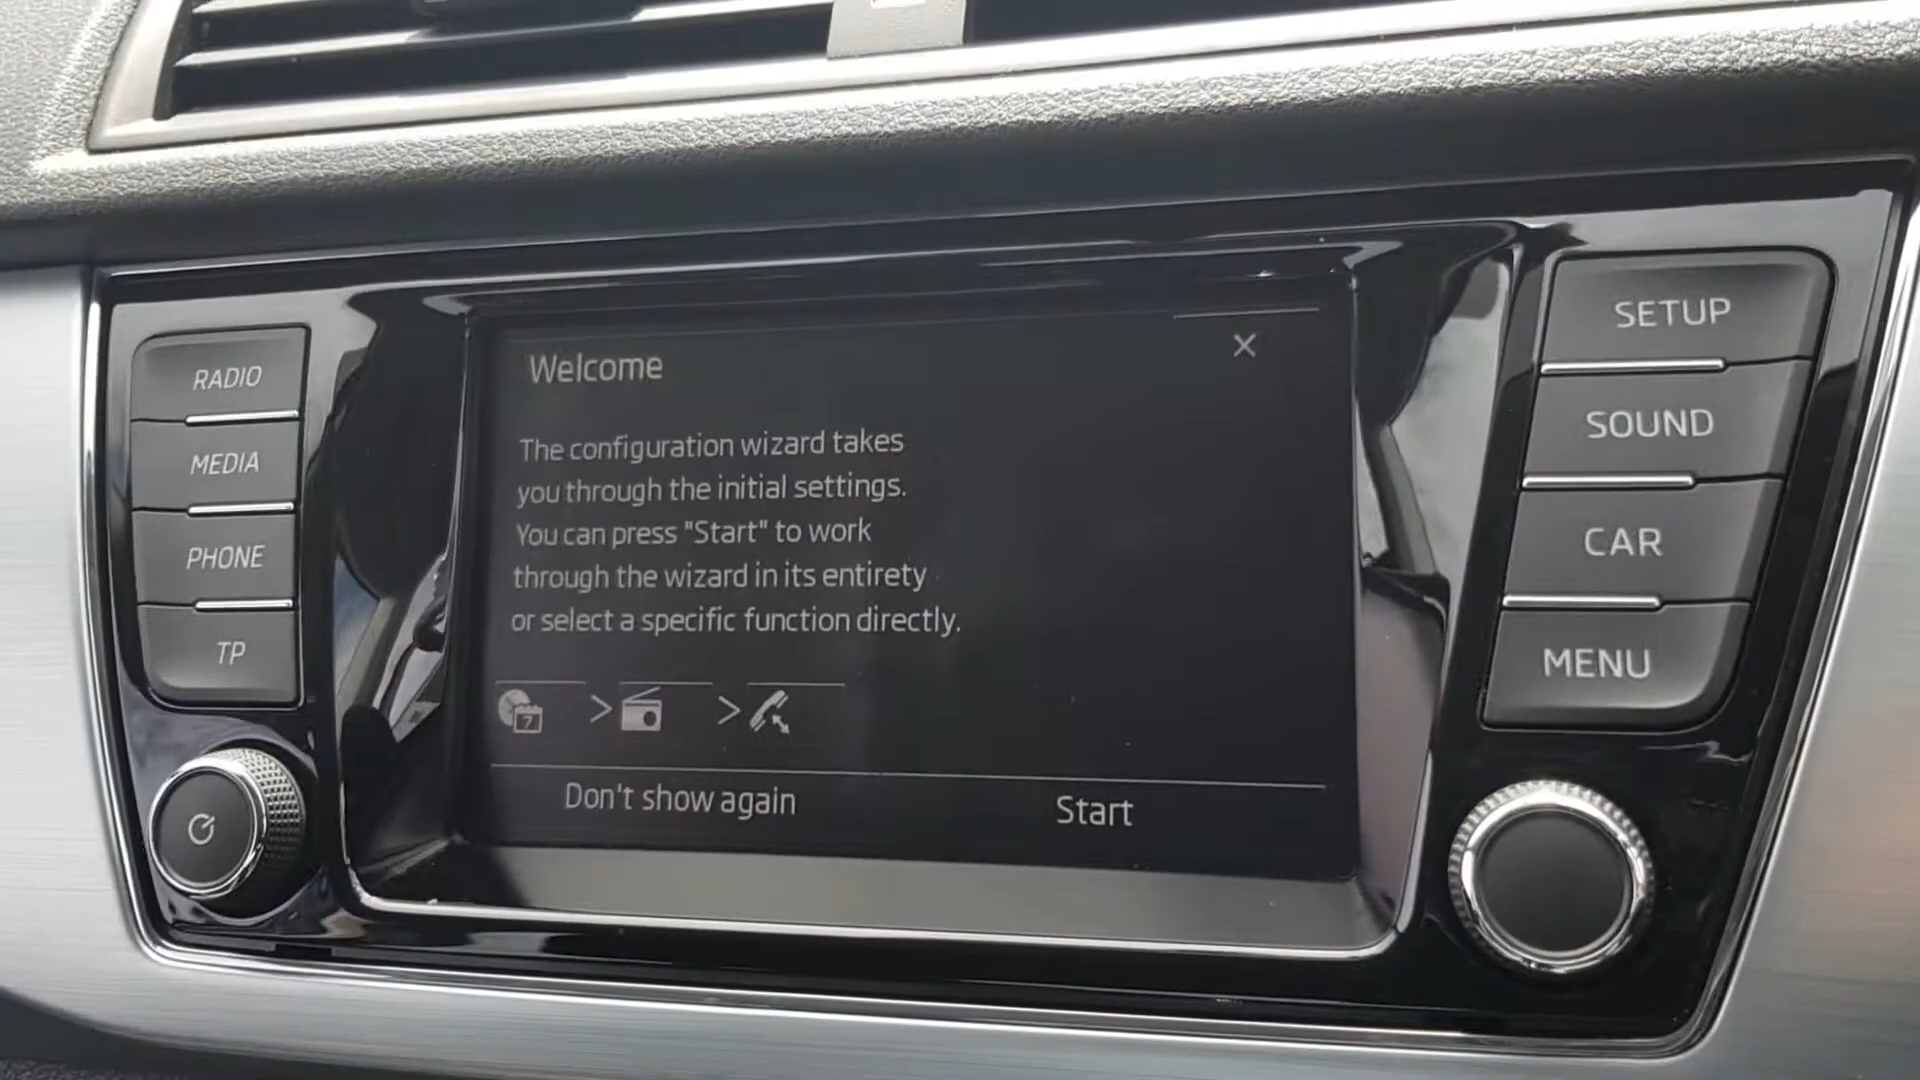 RADIO
MEDIA
PHONE
TP
Welcome
The configuration wizard takes
you through the initial settings.
You can press "Start" to work
through the wizard in its entirety
or select a specific function directly.
7
Don't show again
Start
SETUP
SOUND
CAR
MENU